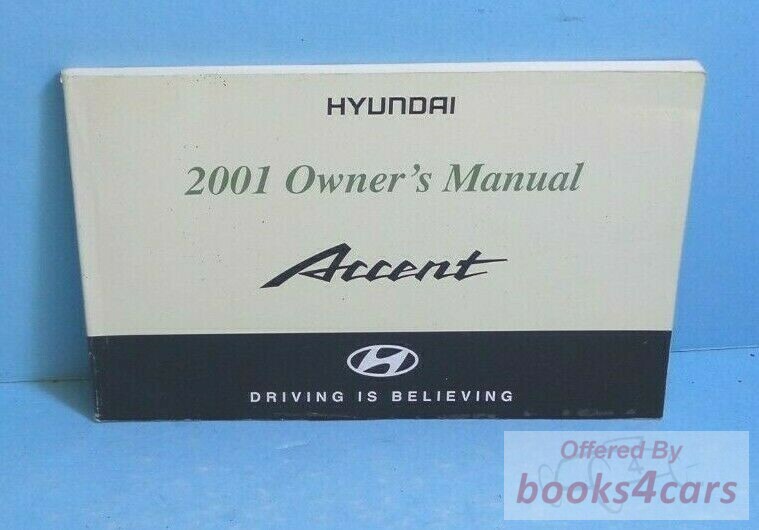 HYUNDAI
2001 Owner's Manual
Accent
DRIVING IS BELIEVING
Offered By
books4cars